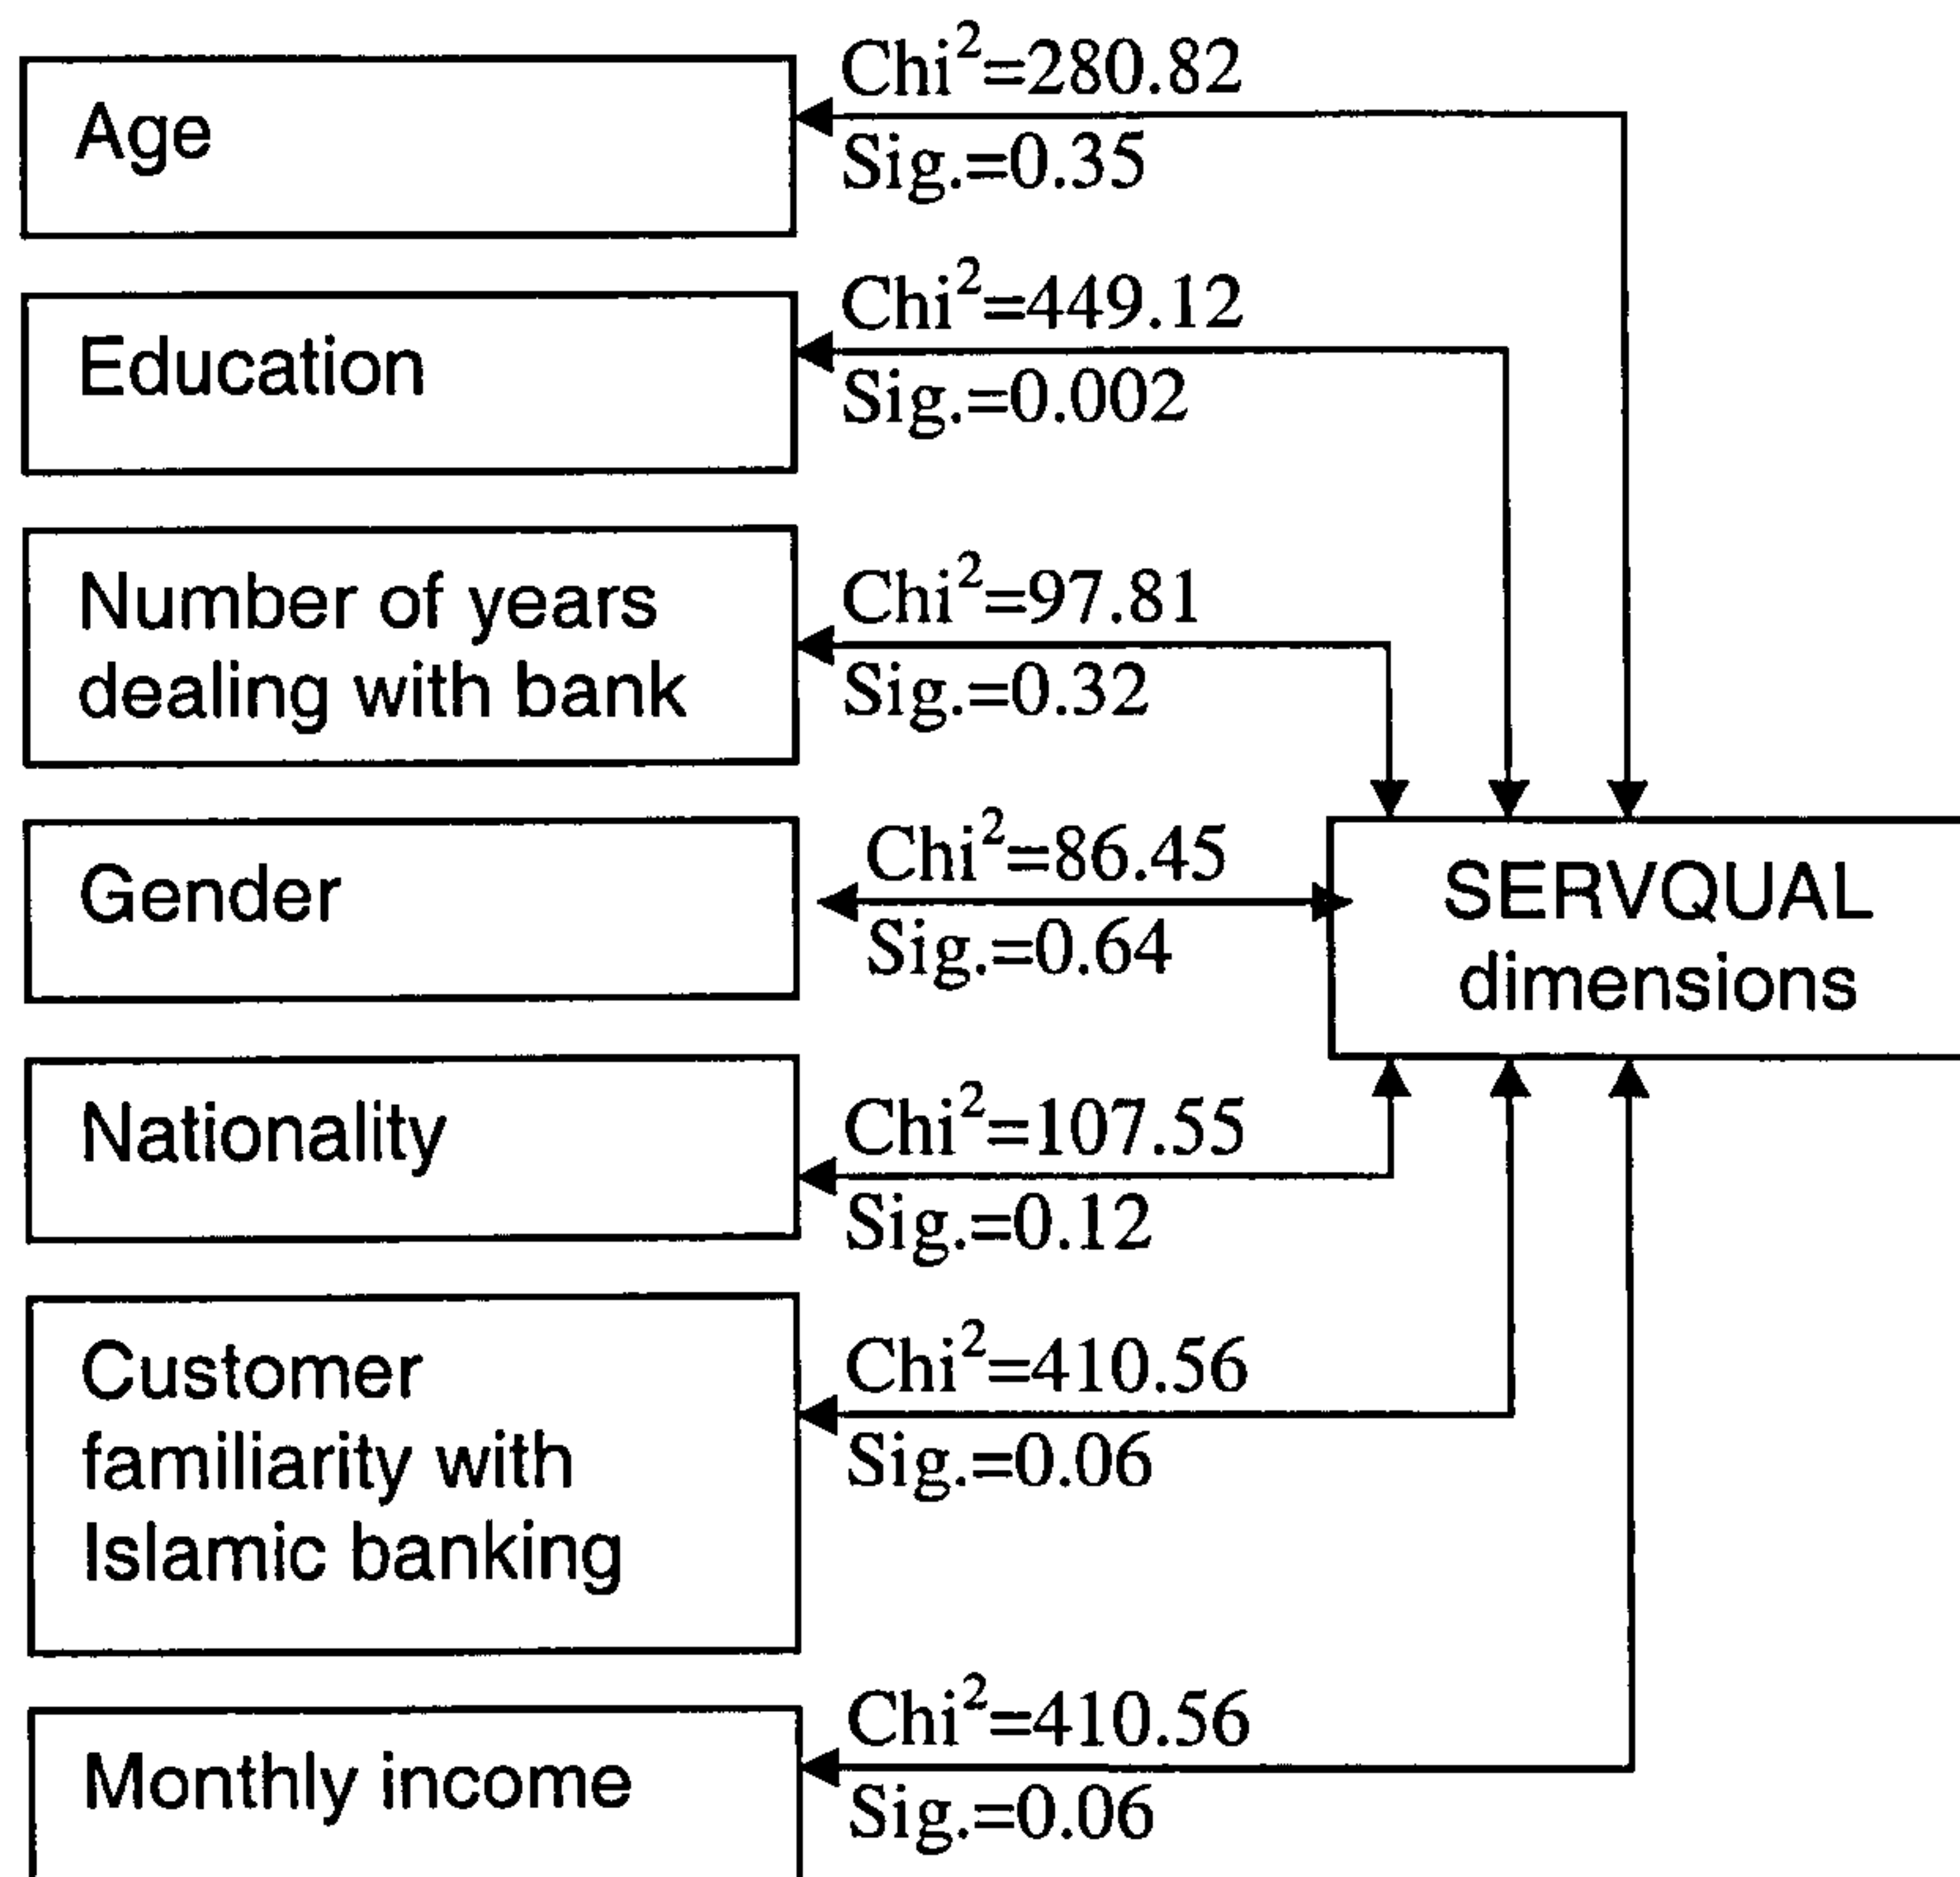 Age
Chi²=280.82
Sig.=0.35
Education
Chi²=449.12
Sig.=0.002
Number of years
dealing with bank
Chi²=97.81
Sig.=0.32
Gender
Chi²=86.45
Sig.=0.64
SERVQUAL
dimensions
Nationality
Chi²=107.55
Sig.=0.12
Customer
familiarity with
Islamic banking
Chi²=410.56
Sig.=0.06
Monthly income
Chi²=410.56
Sig.=0.06